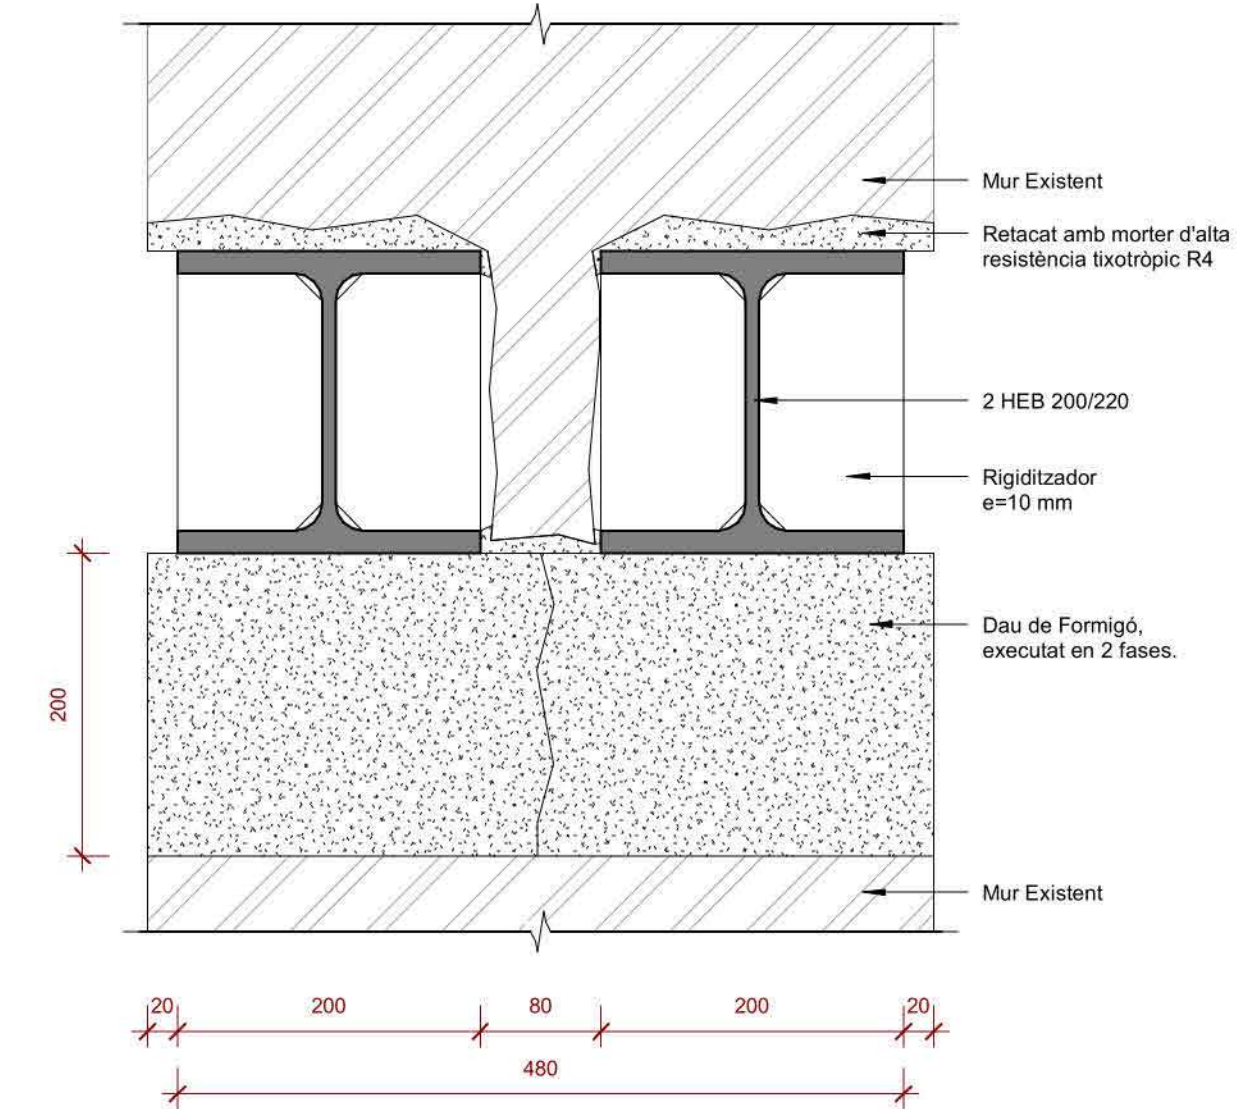 Mur Existent
Retacat amb morter d'alta
resistència tixotròpic R4
2 HEB 200/220
Rigiditzador
e=10 mm
Dau de Formigó,
executat en 2 fases.
200
Mur Existent
20
200
80
200
20
480